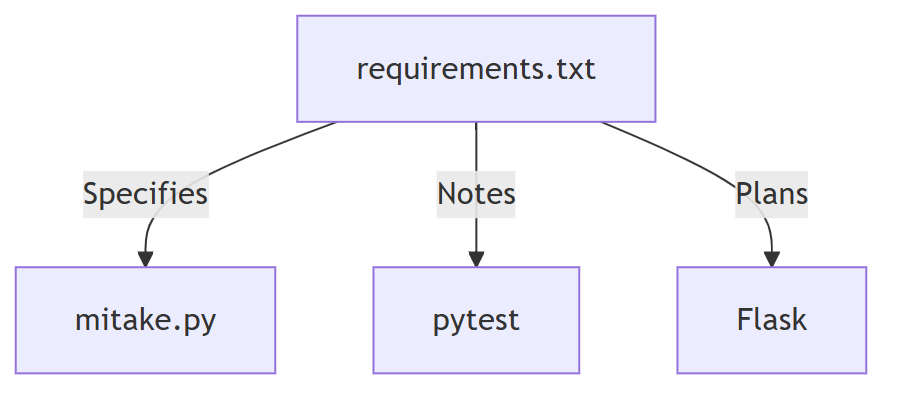 requirements.txt
Specifies
Notes
Plans
mitake.py
pytest
Flask